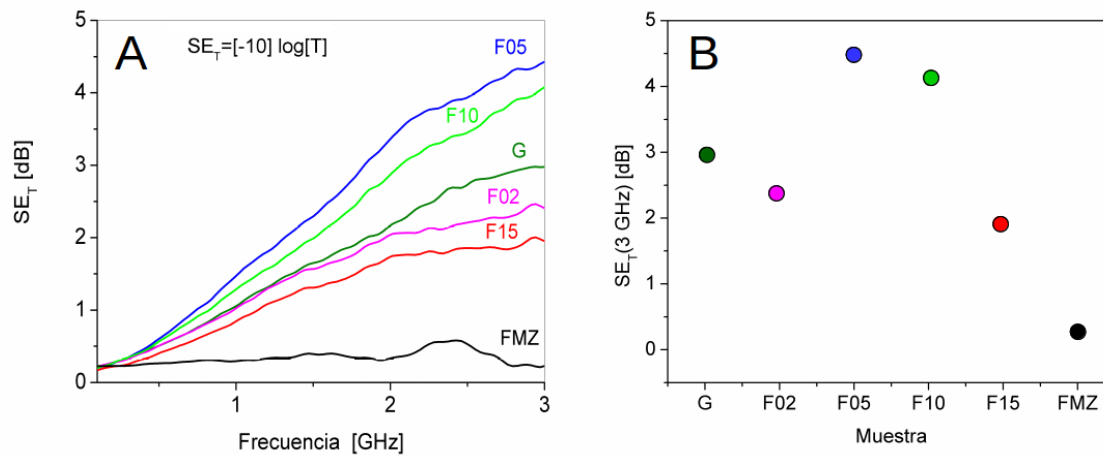 A
SE_T=[-10] log[T]
F05
F10
G
F02
F15
FMZ
SE_T [dB]
5
4
3
2
1
0
1 2 3
Frecuencia [GHz]
B
SE_T(3 GHz) [dB]
5
4
3
2
1
0
G F02 F05 F10 F15 FMZ
Muestra